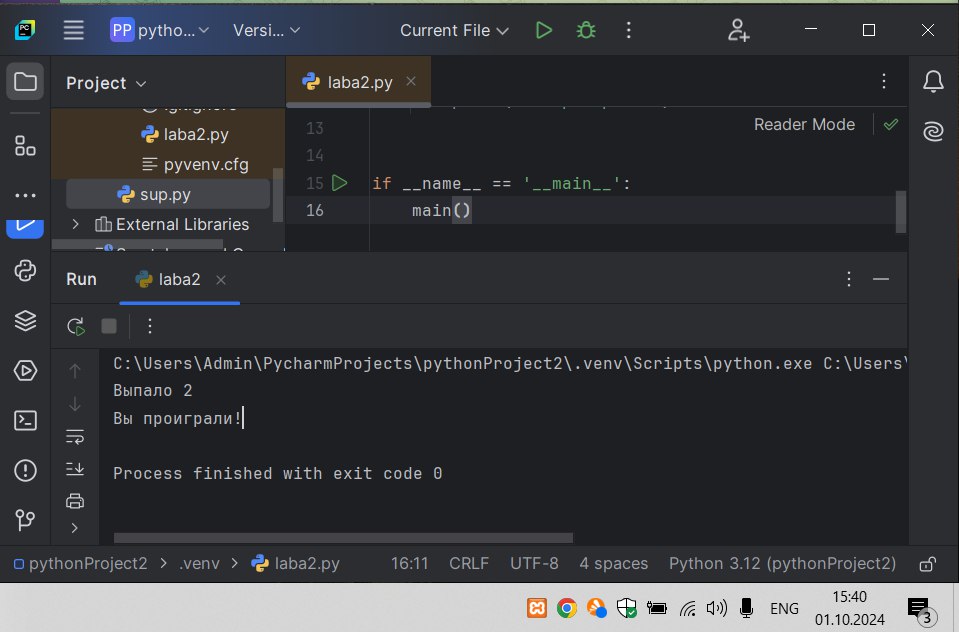 PC
PP pytho... Versi... Current File
Project
laba2.py
laba2.py
pyvenv.cfg
sup.py
External Libraries
13
14
15 if __name__ == '__main__':
16 main()
Reader Mode
Run laba2
C:\Users\Admin\PycharmProjects\pythonProject2\.venv\Scripts\python.exe C:\Users\
Выпало 2
Вы проиграли!
Process finished with exit code 0
pythonProject2 > .venv > laba2.py 16:11 CRLF UTF-8 4 spaces Python 3.12 (pythonProject2)
ENG
15:40
01.10.2024
3